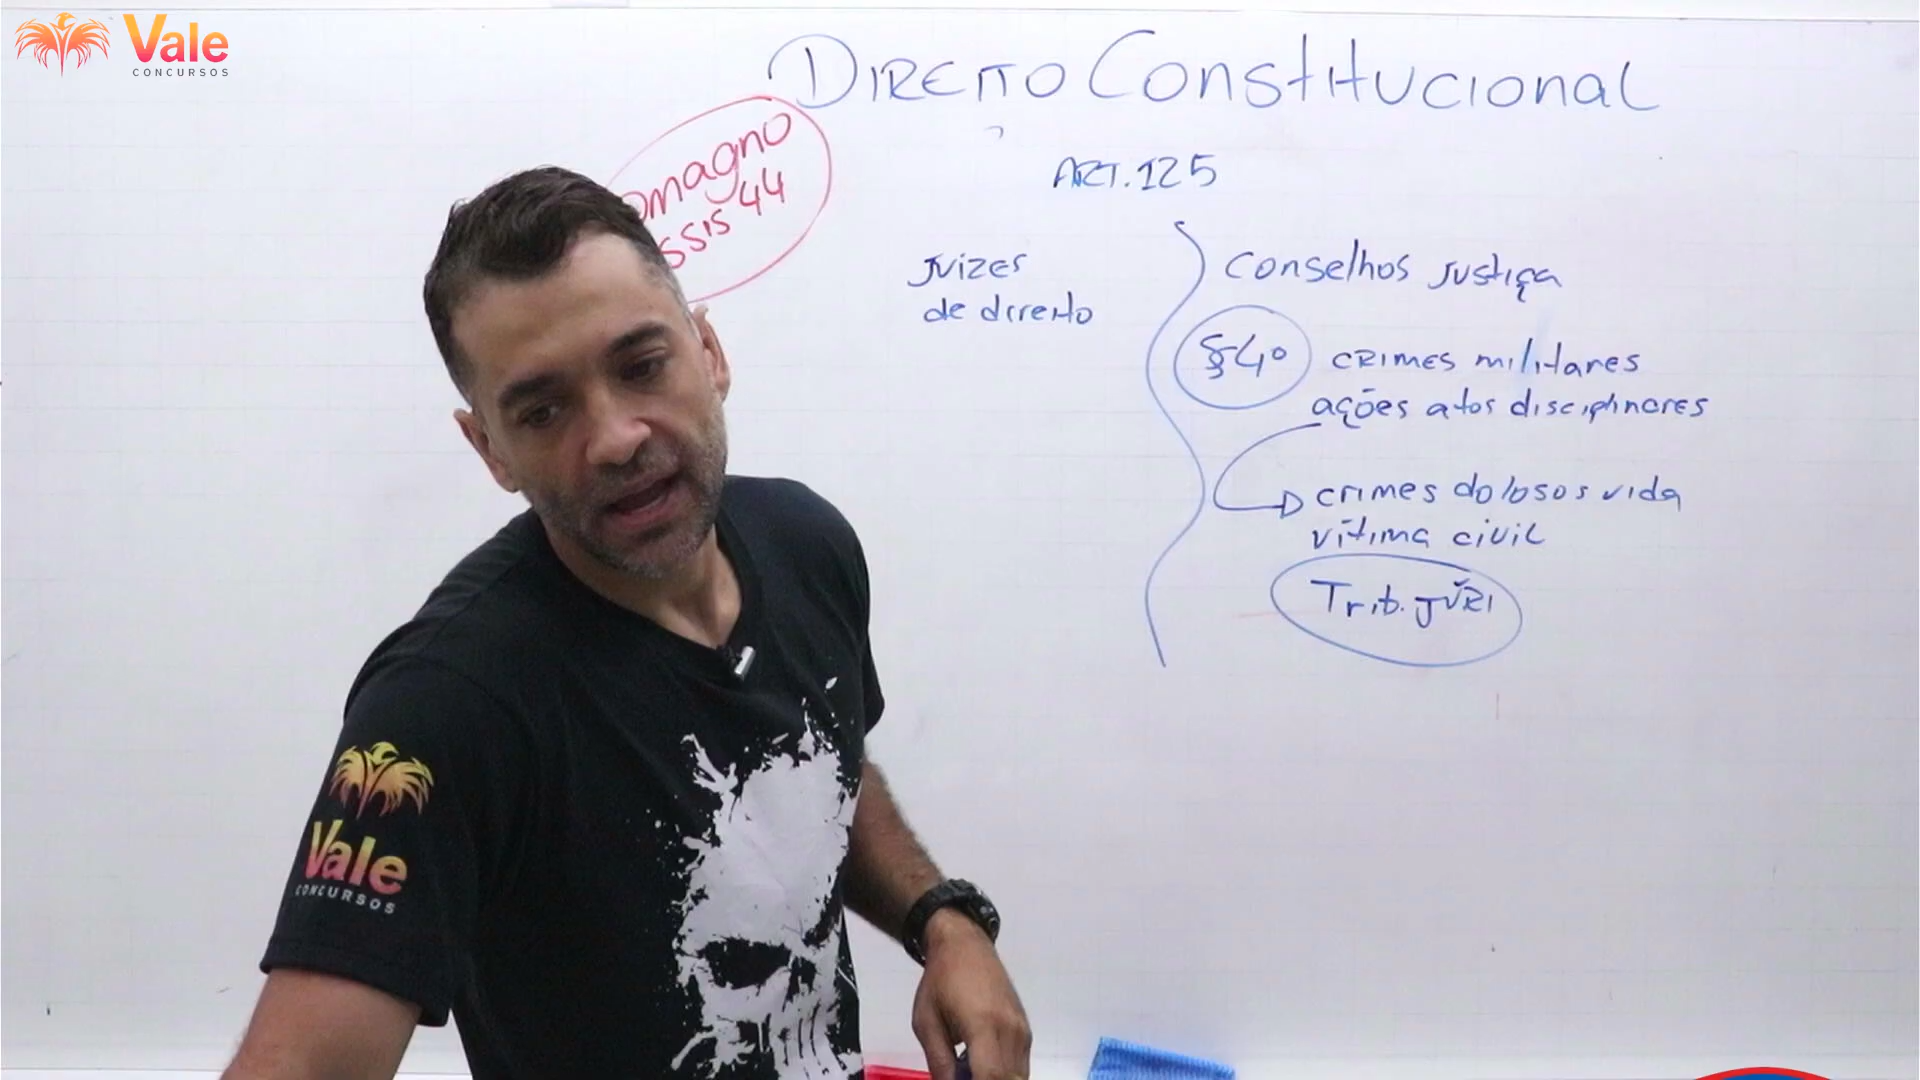 Vale
CONCURSOS
Direito Constitucional
omagno
ssis 44
ART. 125
Juizes
de direito
Conselhos Justiça
§4º crimes militares
ações atos disciplinares
crimes dolosos vida
vítima civil
Trib. JÚRI
Vale
CONCURSOS